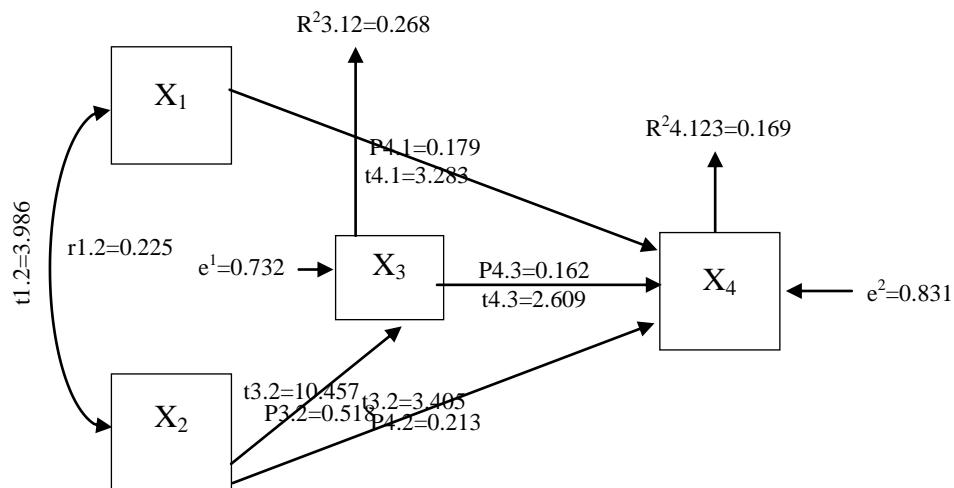 R²3.12=0.268
X₁
R²4.123=0.169
P4.1=0.179
t4.1=3.283
t1.2=3.986
r1.2=0.225
e¹=0.732
X₃
P4.3=0.162
t4.3=2.609
X₄
e²=0.831
t3.2=10.457
P3.2=0.518
t3.2=3.405
P4.2=0.213
X₂